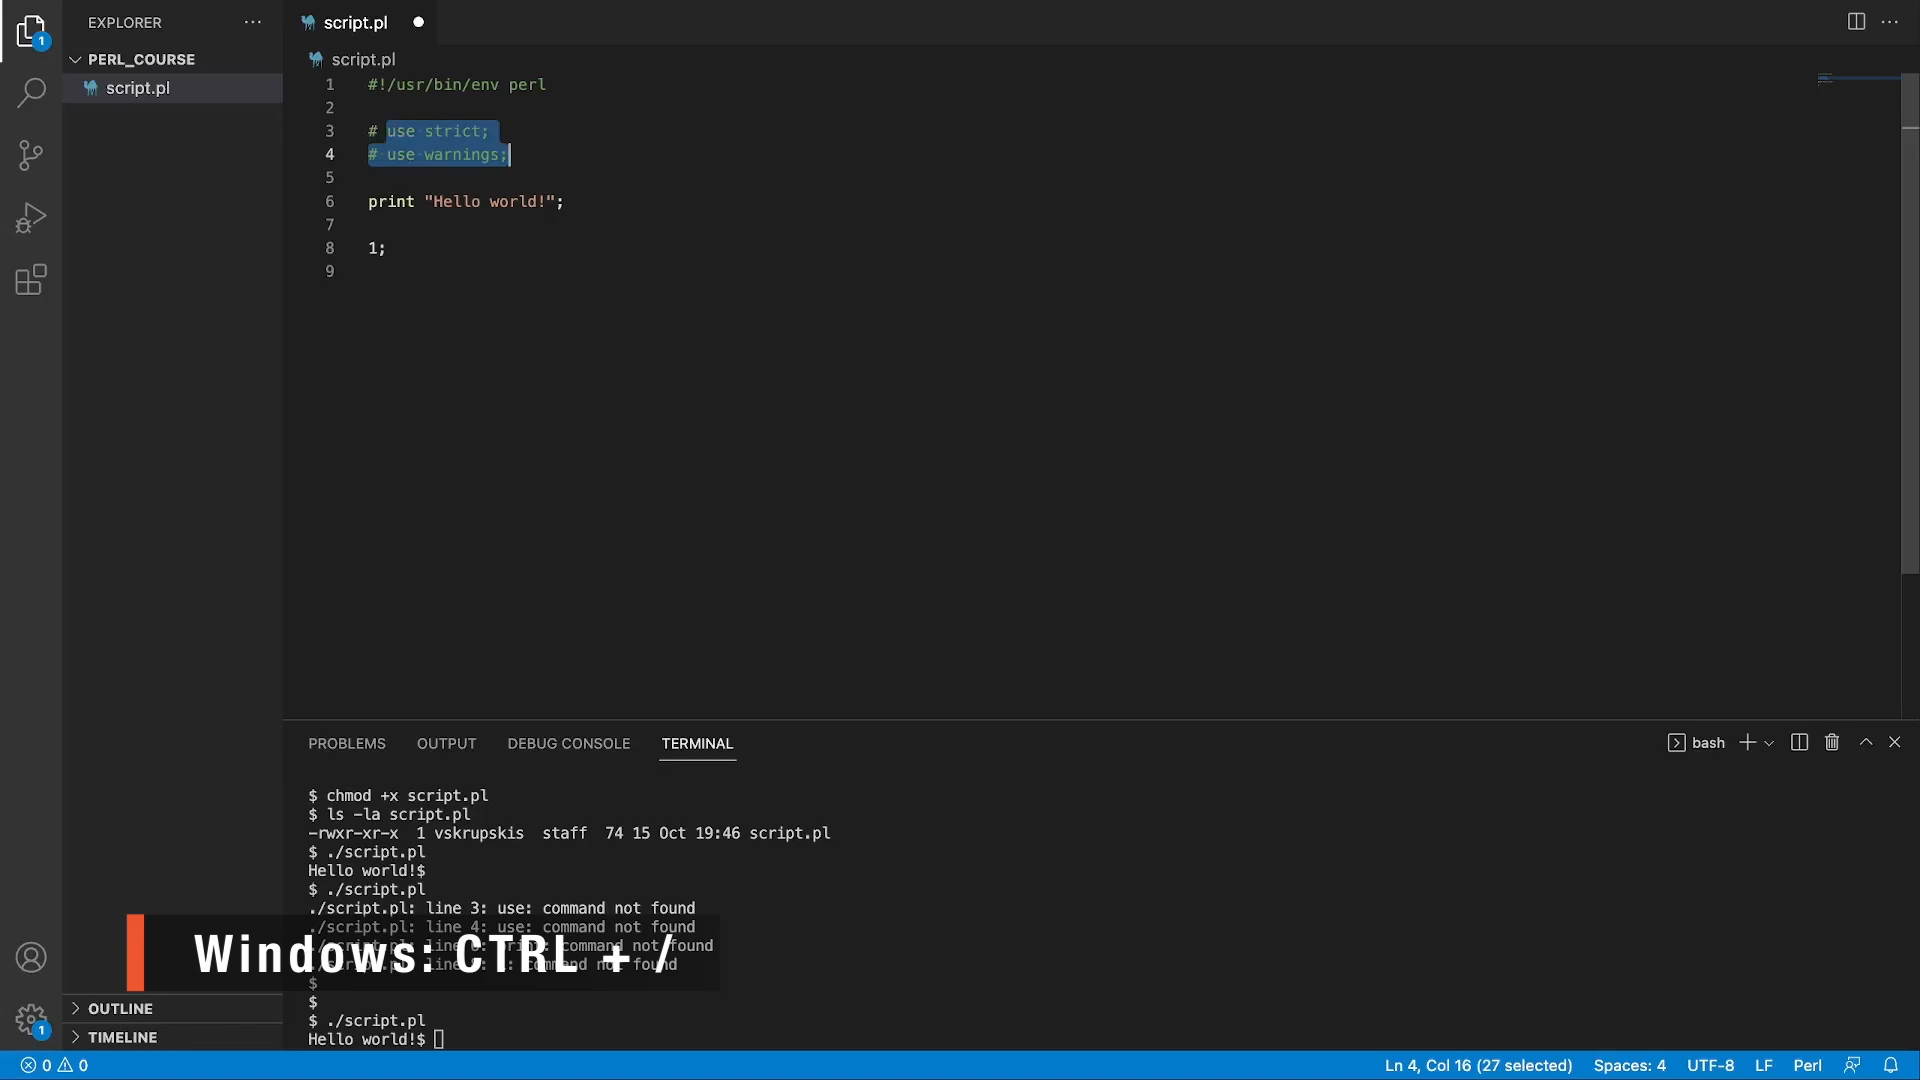 EXPLORER
script.pl
PERL_COURSE
script.pl
script.pl
1 #!/usr/bin/env perl
2
3 # use strict;
4 # use warnings;
5
6 print "Hello world!";
7
8 1;
9
1
PROBLEMS OUTPUT DEBUG CONSOLE TERMINAL
bash
$ chmod +x script.pl
$ ls -la script.pl
-rwxr-xr-x 1 vskrupskis staff 74 15 Oct 19:46 script.pl
$ ./script.pl
Hello world!$
$ ./script.pl
./script.pl: line 3: use: command not found
./script.pl: line 4: use: command not found
command not found
Windows: CTRL + /
$
$
$ ./script.pl
Hello world!$
OUTLINE
TIMELINE
1
0 0
Ln 4, Col 16 (27 selected) Spaces: 4 UTF-8 LF Perl